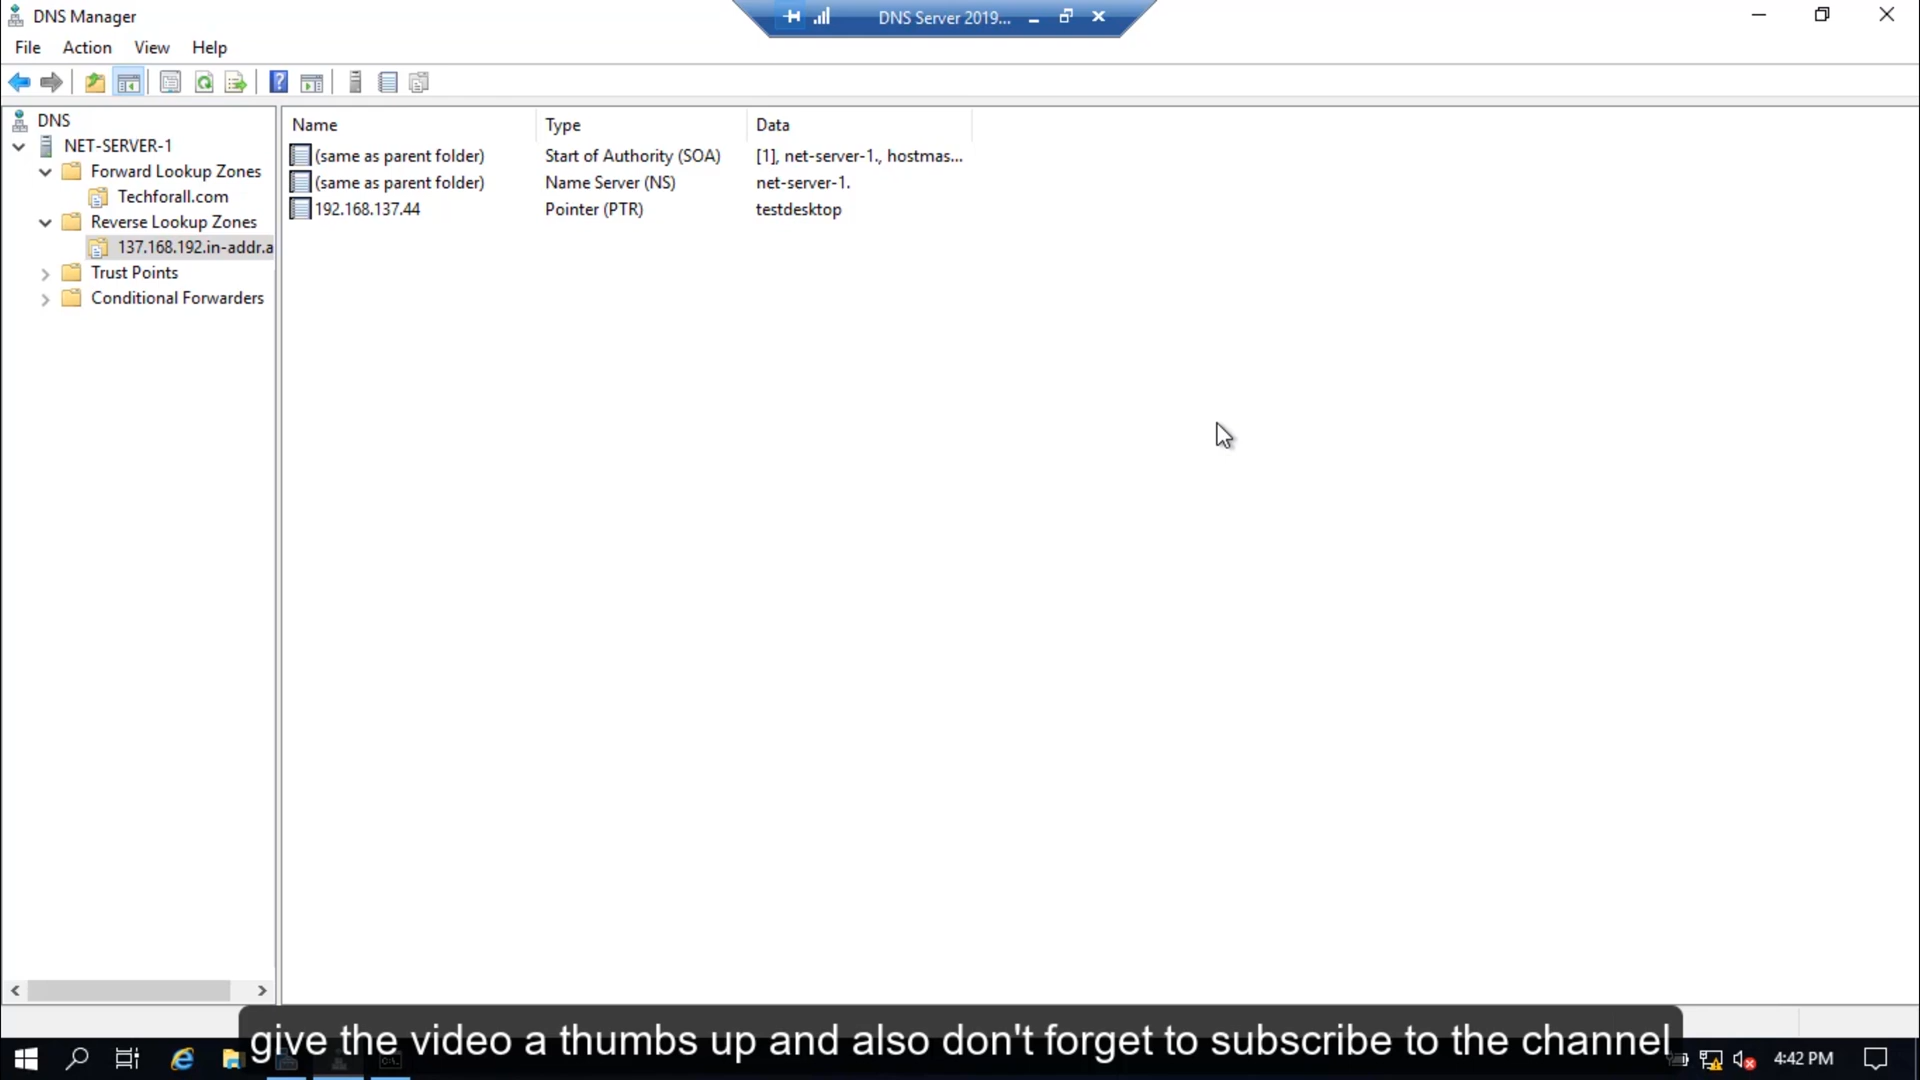 DNS Manager
DNS Server 2019...
File Action View Help
DNS
NET-SERVER-1
Forward Lookup Zones
Techforall.com
Reverse Lookup Zones
137.168.192.in-addr.a
Trust Points
Conditional Forwarders
Name Type Data
(same as parent folder) Start of Authority (SOA) [1], net-server-1., hostmas...
(same as parent folder) Name Server (NS) net-server-1.
192.168.137.44 Pointer (PTR) testdesktop
give the video a thumbs up and also don't forget to subscribe to the channel
4:42 PM